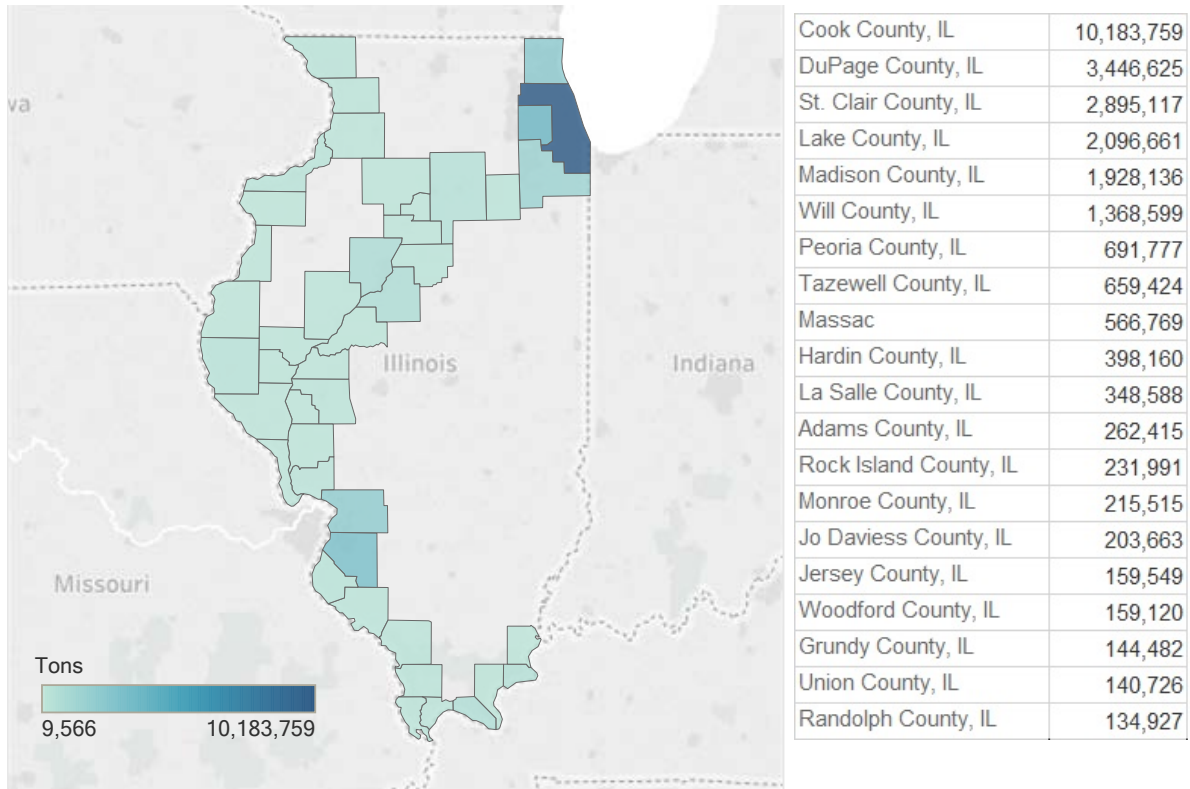 va
Illinois
Indiana
Missouri
Tons
9,566 10,183,759
Cook County, IL 10,183,759
DuPage County, IL 3,446,625
St. Clair County, IL 2,895,117
Lake County, IL 2,096,661
Madison County, IL 1,928,136
Will County, IL 1,368,599
Peoria County, IL 691,777
Tazewell County, IL 659,424
Massac 566,769
Hardin County, IL 398,160
La Salle County, IL 348,588
Adams County, IL 262,415
Rock Island County, IL 231,991
Monroe County, IL 215,515
Jo Daviess County, IL 203,663
Jersey County, IL 159,549
Woodford County, IL 159,120
Grundy County, IL 144,482
Union County, IL 140,726
Randolph County, IL 134,927